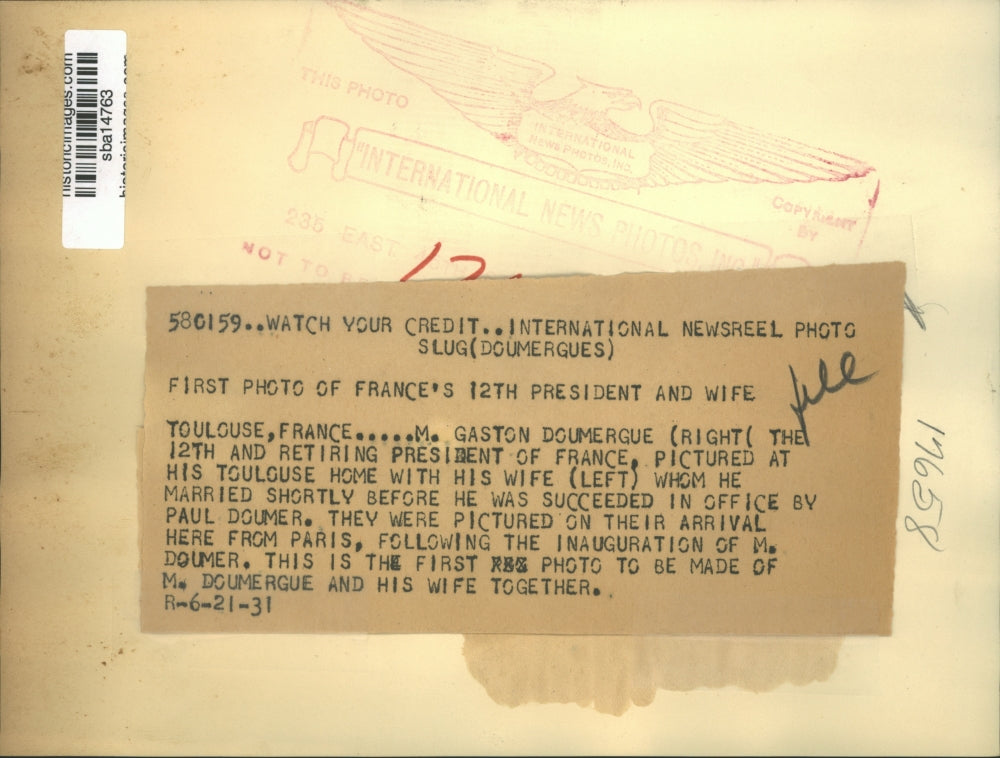 historicimages.com
sba14763
THIS PHOTO
INTERNATIONAL
NEWS PHOTOS, INC.
"INTERNATIONAL NEWS PHOTOS, INC."
COPYRIGHT
BY
235 EAST
NOT TO BE
580159..WATCH YOUR CREDIT..INTERNATIONAL NEWSREEL PHOTO
SLUG(DOUMERGUES)
FIRST PHOTO OF FRANCE'S 12TH PRESIDENT AND WIFE
TOULOUSE,FRANCE.....M. GASTON DOUMERGUE (RIGHT( THE
12TH AND RETIRING PRESIDENT OF FRANCE, PICTURED AT
HIS TOULOUSE HOME WITH HIS WIFE (LEFT) WHOM HE
MARRIED SHORTLY BEFORE HE WAS SUCCEEDED IN OFFICE BY
PAUL DOUMER. THEY WERE PICTURED ON THEIR ARRIVAL
HERE FROM PARIS, FOLLOWING THE INAUGURATION OF M.
DOUMER. THIS IS THE FIRST PHOTO TO BE MADE OF
M. DOUMERGUE AND HIS WIFE TOGETHER.
R-6-21-31